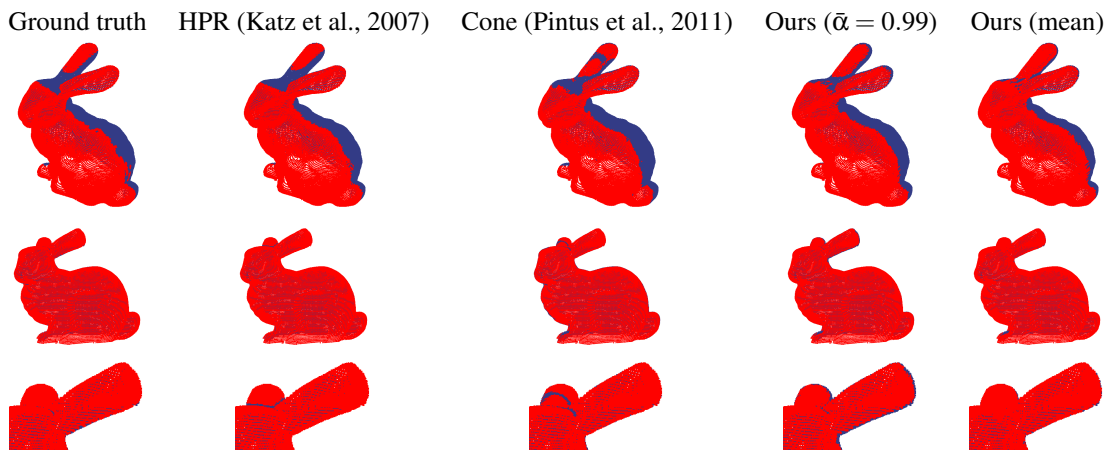 Ground truth HPR (Katz et al., 2007) Cone (Pintus et al., 2011) Ours (ᾱ = 0.99) Ours (mean)